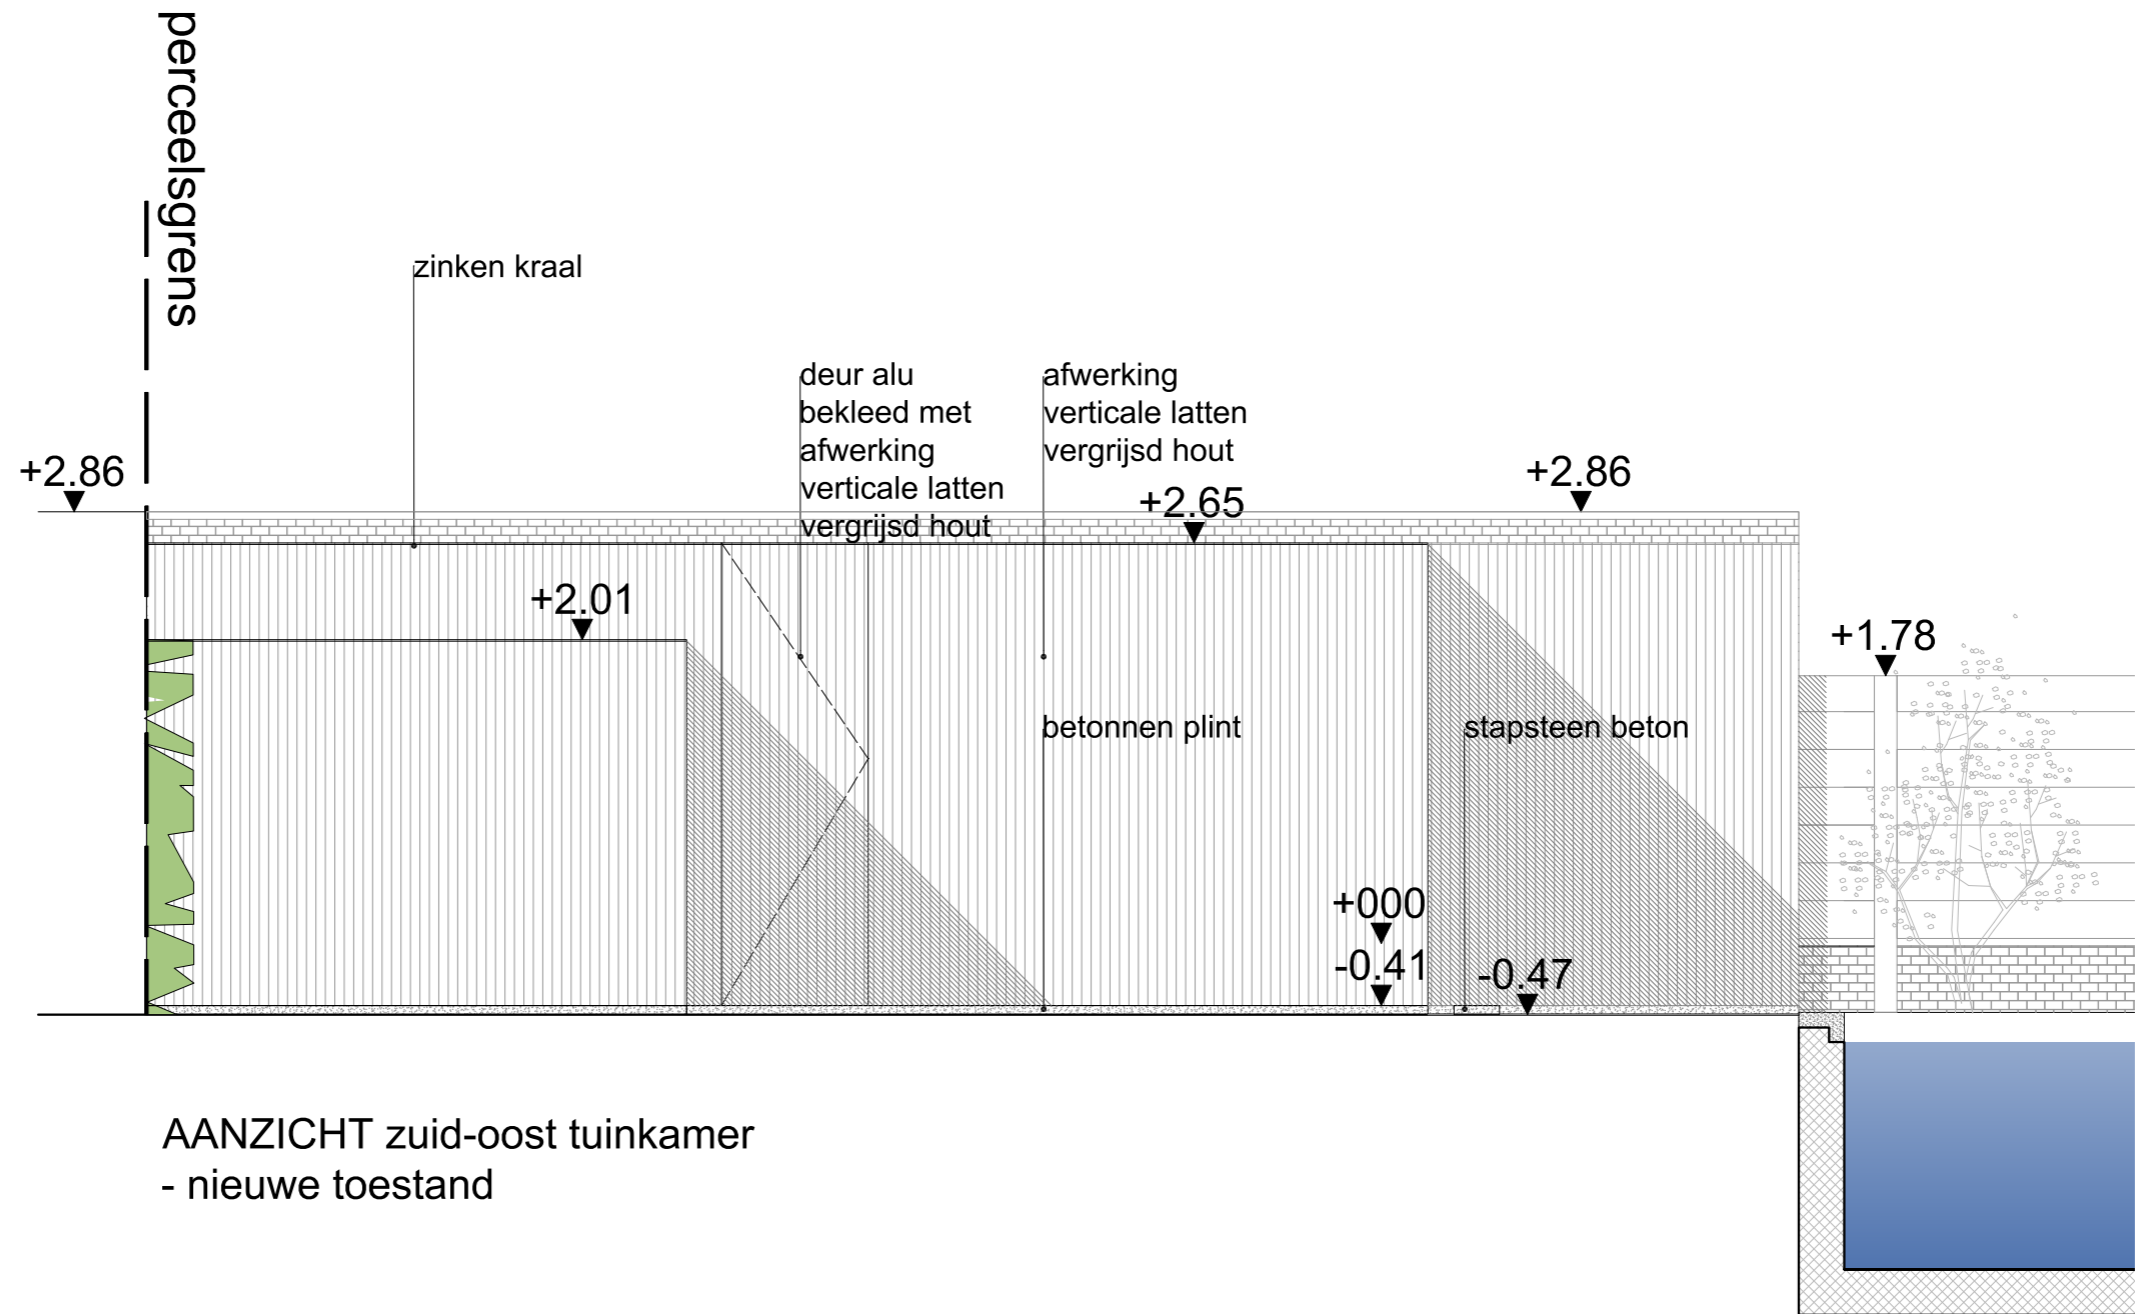 perceelsgrens
zinken kraal
deur alu
bekleed met
afwerking
verticale latten
vergrijsd hout
afwerking
verticale latten
vergrijsd hout
+2.86
+2.65
+2.86
+2.01
+1.78
betonnen plint
stapsteen beton
+000
-0.41
-0.47
AANZICHT zuid-oost tuinkamer
- nieuwe toestand